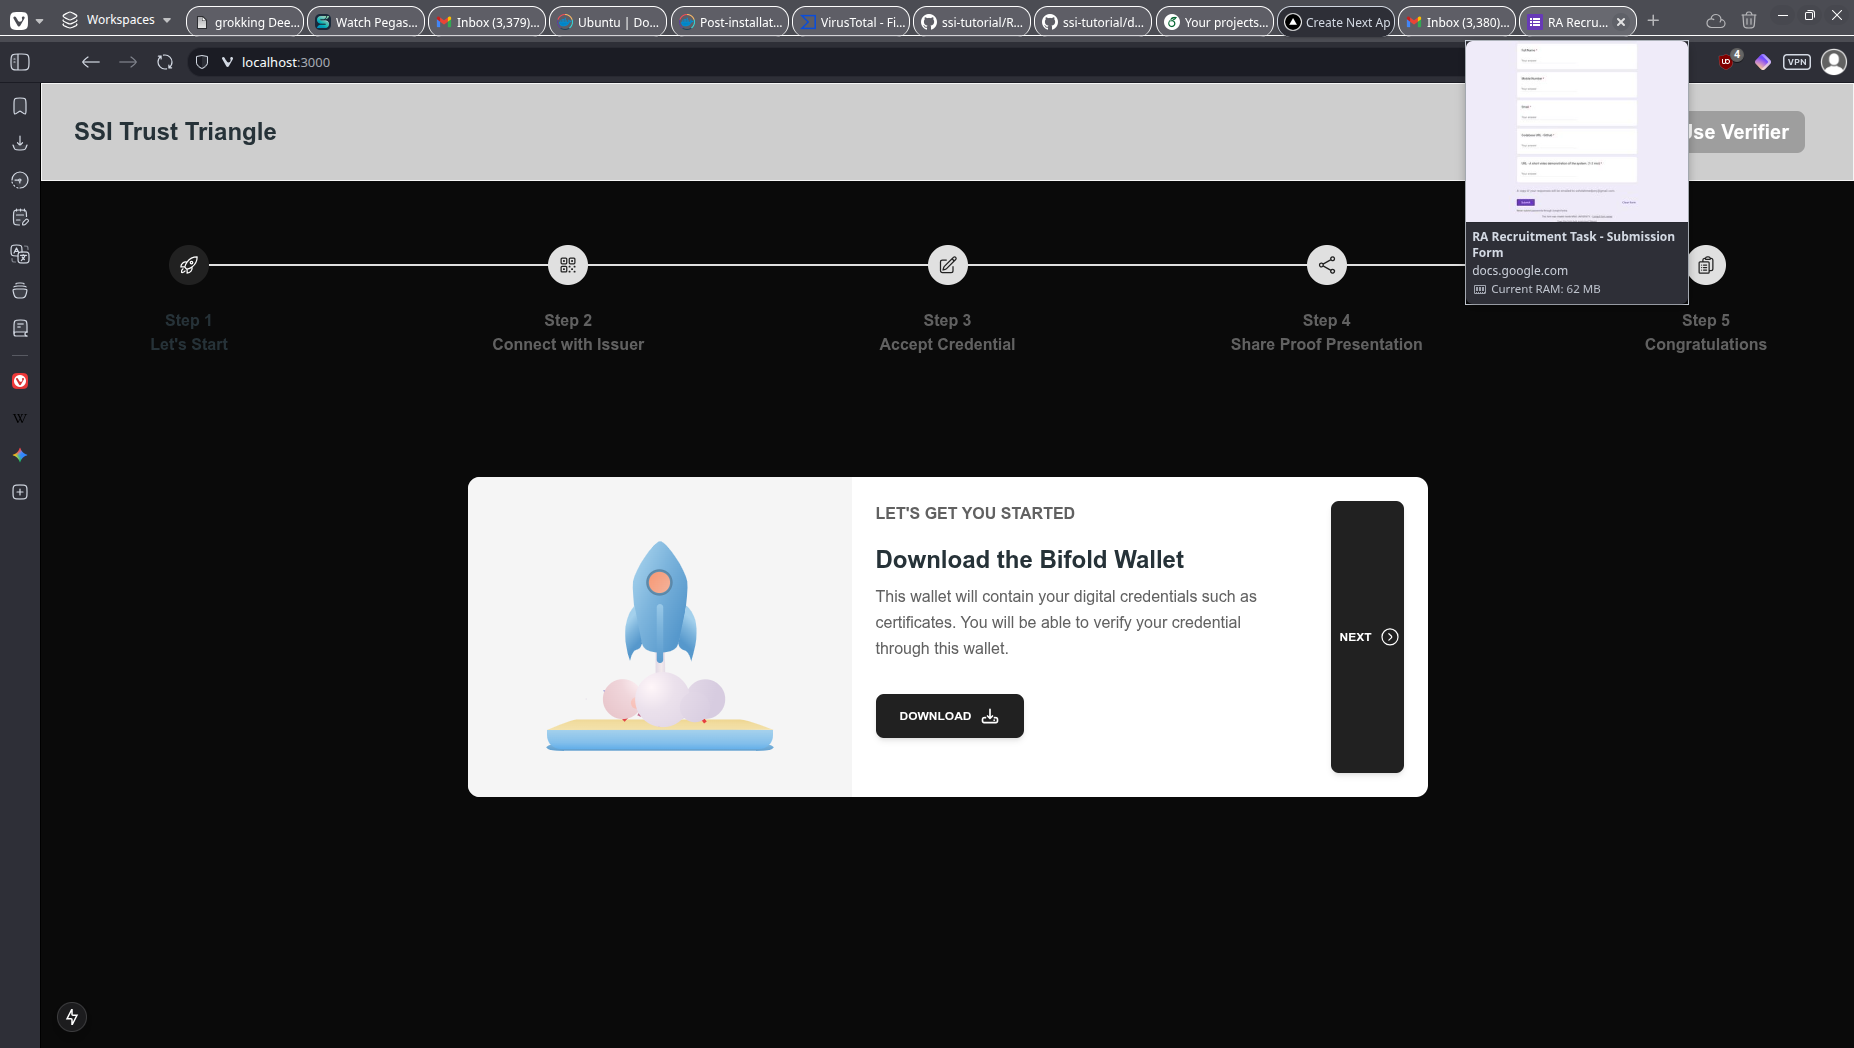 Workspaces
grokking Dee...
Watch Pegas...
Inbox (3,379)...
Ubuntu | Do...
Post-installat...
VirusTotal - Fi...
ssi-tutorial/R...
ssi-tutorial/d...
Your projects...
Create Next Ap
Inbox (3,380)...
RA Recru...
localhost:3000
4
VPN
SSI Trust Triangle
Use Verifier
RA Recruitment Task - Submission
Form
docs.google.com
Current RAM: 62 MB
Step 1
Let's Start
Step 2
Connect with Issuer
Step 3
Accept Credential
Step 4
Share Proof Presentation
Step 5
Congratulations
W
LET'S GET YOU STARTED
Download the Bifold Wallet
This wallet will contain your digital credentials such as
certificates. You will be able to verify your credential
through this wallet.
DOWNLOAD
NEXT